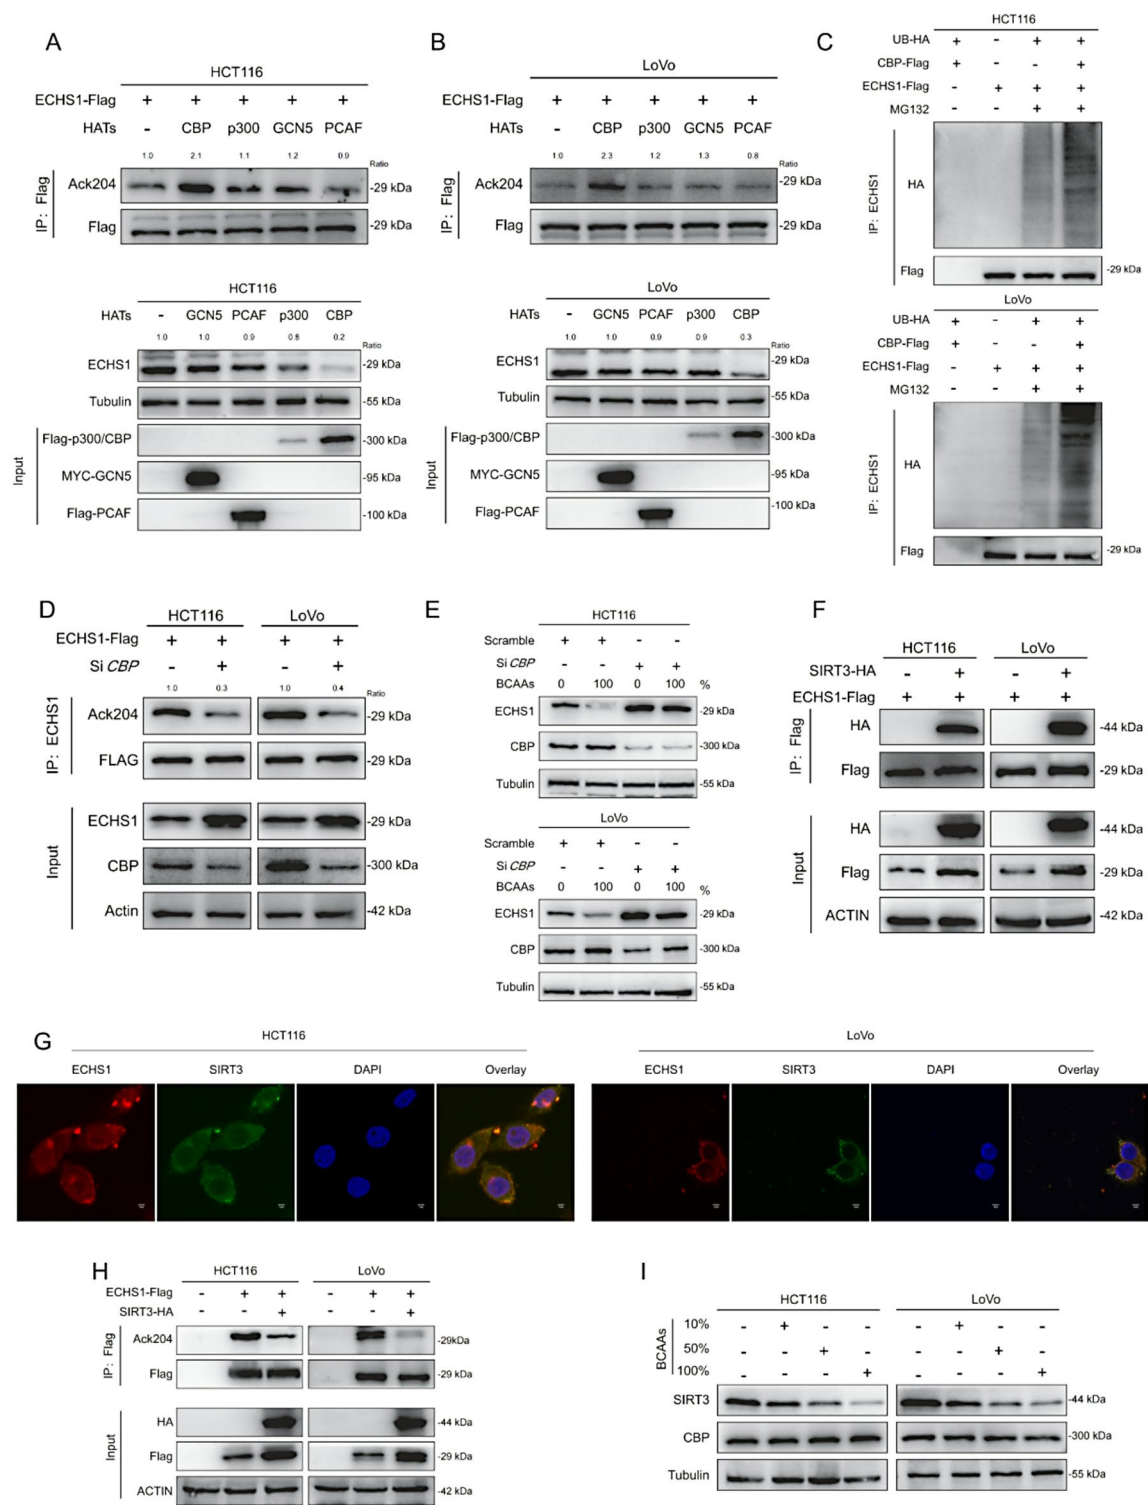 A
HCT116
ECHS1-Flag + + + + +
HATs - CBP p300 GCN5 PCAF
1.0 2.1 1.1 1.2 0.9 Ratio
IP: Flag
Ack204 -29 kDa
Flag -29 kDa
HCT116
HATs - GCN5 PCAF p300 CBP
1.0 1.0 0.9 0.8 0.2 Ratio
ECHS1 -29 kDa
Tubulin -55 kDa
Input
Flag-p300/CBP -300 kDa
MYC-GCN5 -95 kDa
Flag-PCAF -100 kDa
B
LoVo
ECHS1-Flag + + + + +
HATs - CBP p300 GCN5 PCAF
1.0 2.3 1.2 1.3 0.8 Ratio
IP: Flag
Ack204 -29 kDa
Flag -29 kDa
LoVo
HATs - GCN5 PCAF p300 CBP
1.0 1.0 0.9 0.9 0.3 Ratio
ECHS1 -29 kDa
Tubulin -55 kDa
Input
Flag-p300/CBP -300 kDa
MYC-GCN5 -95 kDa
Flag-PCAF -100 kDa
C
HCT116
UB-HA + - + +
CBP-Flag + - - +
ECHS1-Flag - + + +
MG132 - - + +
IP: ECHS1
HA
Flag -29 kDa
LoVo
UB-HA + - + +
CBP-Flag + - - +
ECHS1-Flag - + + +
MG132 - - + +
IP: ECHS1
HA
Flag -29 kDa
D
HCT116 LoVo
ECHS1-Flag + + + +
Si CBP - + - +
1.0 0.3 1.0 0.4 Ratio
IP: ECHS1
Ack204 -29 kDa
FLAG -29 kDa
Input
ECHS1 -29 kDa
CBP -300 kDa
Actin -42 kDa
E
HCT116
Scramble + + - -
Si CBP - - + +
BCAAs 0 100 0 100 %
ECHS1 -29 kDa
CBP -300 kDa
Tubulin -55 kDa
LoVo
Scramble + + - -
Si CBP - - + +
BCAAs 0 100 0 100 %
ECHS1 -29 kDa
CBP -300 kDa
Tubulin -55 kDa
F
HCT116 LoVo
SIRT3-HA - + - +
ECHS1-Flag + + + +
IP: Flag
HA -44 kDa
Flag -29 kDa
Input
HA -44 kDa
Flag -29 kDa
ACTIN -42 kDa
G
HCT116 LoVo
ECHS1 SIRT3 DAPI Overlay ECHS1 SIRT3 DAPI Overlay
H
HCT116 LoVo
ECHS1-Flag - + + - + +
SIRT3-HA - - + - - +
IP: Flag
Ack204 -29kDa
Flag -29 kDa
Input
HA -44 kDa
Flag -29 kDa
ACTIN -42 kDa
I
HCT116 LoVo
BCAAs
10% - + - - - + - -
50% - - + - - - + -
100% - - - + - - - +
SIRT3 -44 kDa
CBP -300 kDa
Tubulin -55 kDa